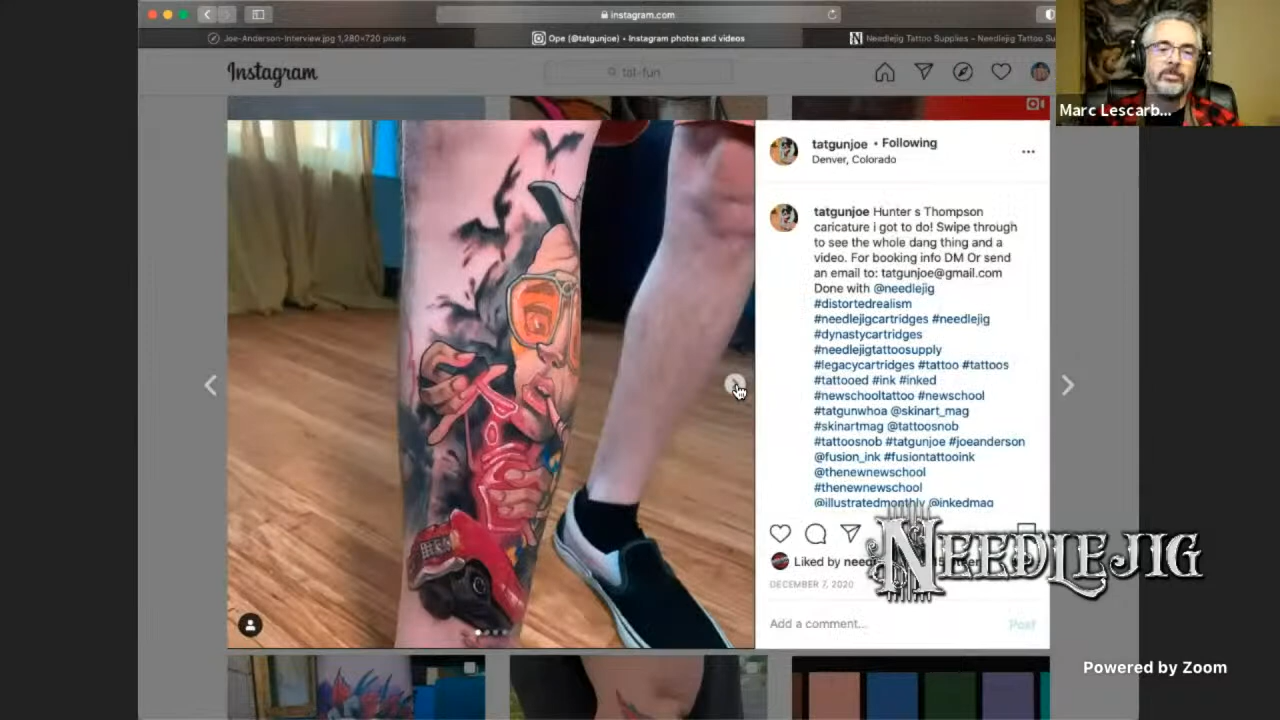 instagram.com
Joe-Anderson-Interview.jpg 1,280×720 pixels
Ope (@tatgunjoe) • Instagram photos and videos
Needlejig Tattoo Supplies – Needlejig Tattoo Su
Instagram
tat-fun
Marc Lescarb...
tatgunjoe • Following
Denver, Colorado
tatgunjoe Hunter s Thompson
caricature i got to do! Swipe through
to see the whole dang thing and a
video. For booking info DM Or send
an email to: tatgunjoe@gmail.com
Done with @needlejig
#distortedrealism
#needlejigcartridges #needlejig
#dynastycartridges
#needlejigtattoosupply
#legacycartridges #tattoo #tattoos
#tattooed #ink #inked
#newschooltattoo #newschool
#tatgunwhoa @skinart_mag
#skinartmag @tattoosnob
#tattoosnob #tatgunjoe #joeanderson
@fusion_ink #fusiontattooink
@thenewnewschool
#thenewnewschool
@illustratedmonthly @inkedmag
NEEDLEJIG
Liked by
DECEMBER 7, 2020
Add a comment...
Post
Powered by Zoom